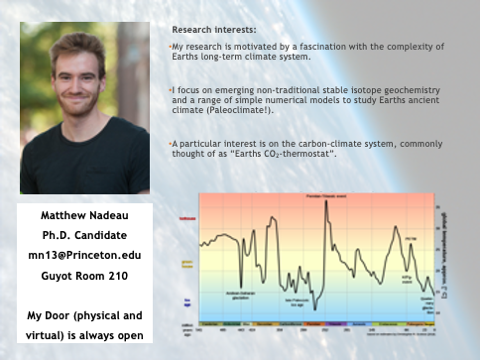 Research interests:
•My research is motivated by a fascination with the complexity of
Earths long-term climate system.
•I focus on emerging non-traditional stable isotope geochemistry
and a range of simple numerical models to study Earths ancient
climate (Paleoclimate!).
•A particular interest is on the carbon-climate system, commonly
thought of as “Earths CO₂-thermostat”.
Matthew Nadeau
Ph.D. Candidate
mn13@Princeton.edu
Guyot Room 210
My Door (physical and
virtual) is always open